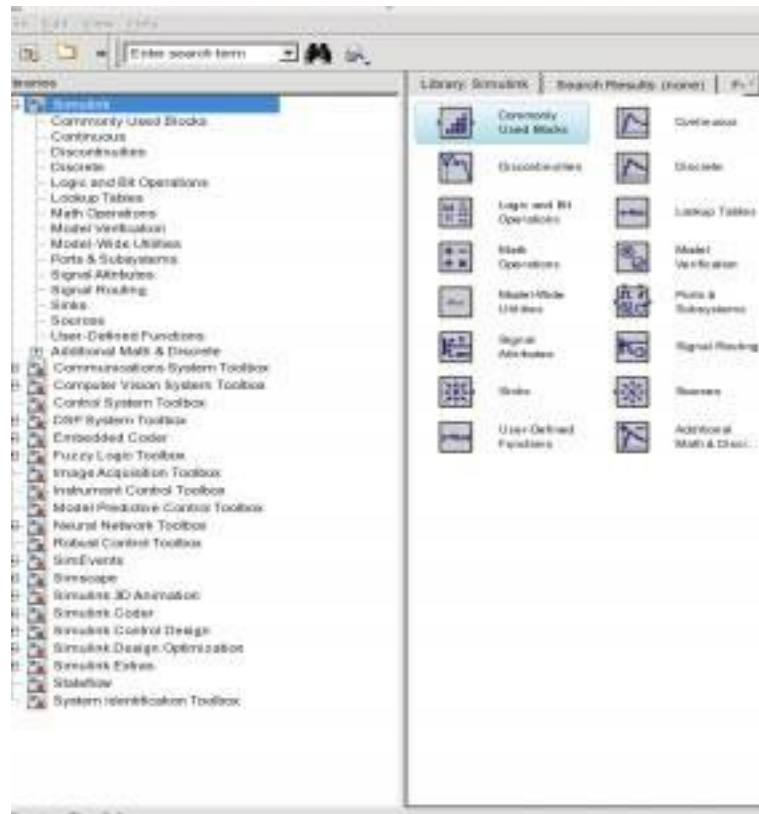 Edit View Help
Enter search term
Libraries
Simulink
Commonly Used Blocks
Continuous
Discontinuities
Discrete
Logic and Bit Operations
Lookup Tables
Math Operations
Model Verification
Model-Wide Utilities
Ports & Subsystems
Signal Attributes
Signal Routing
Sinks
Sources
User-Defined Functions
Additional Math & Discrete
Communications System Toolbox
Computer Vision System Toolbox
Control System Toolbox
DSP System Toolbox
Embedded Coder
Fuzzy Logic Toolbox
Image Acquisition Toolbox
Instrument Control Toolbox
Model Predictive Control Toolbox
Neural Network Toolbox
Robust Control Toolbox
SimEvents
Simscape
Simulink 3D Animation
Simulink Coder
Simulink Control Design
Simulink Design Optimization
Simulink Extras
Stateflow
System Identification Toolbox
Library: Simulink
Search Results: (none)
Commonly
Used Blocks
Continuous
Discontinuities
Discrete
Logic and Bit
Operations
Lookup Tables
Math
Operations
Model
Verification
Model-Wide
Utilities
Ports &
Subsystems
Signal
Attributes
Signal Routing
Sinks
Sources
User-Defined
Functions
Additional
Math & Discr...